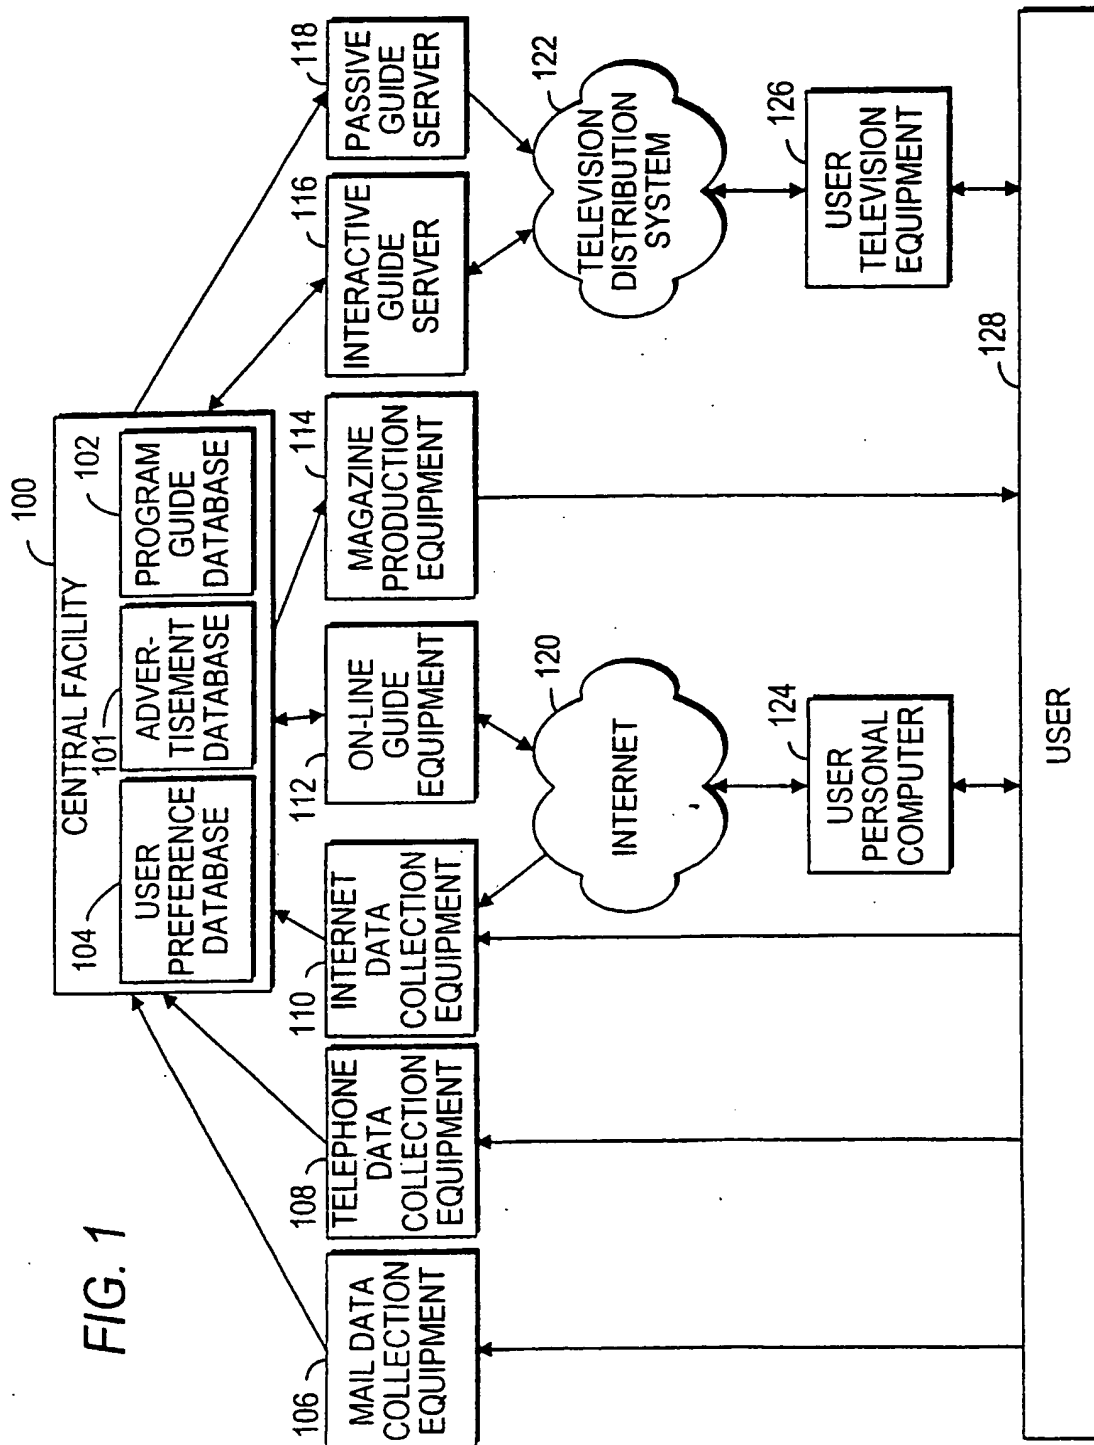 FIG. 1
100
CENTRAL FACILITY
104
USER
PREFERENCE
DATABASE
101
ADVER-
TISEMENT
DATABASE
102
PROGRAM
GUIDE
DATABASE
106
MAIL DATA
COLLECTION
EQUIPMENT
108
TELEPHONE
DATA
COLLECTION
EQUIPMENT
110
INTERNET
DATA
COLLECTION
EQUIPMENT
112
ON-LINE
GUIDE
EQUIPMENT
114
MAGAZINE
PRODUCTION
EQUIPMENT
116
INTERACTIVE
GUIDE
SERVER
118
PASSIVE
GUIDE
SERVER
120
INTERNET
122
TELEVISION
DISTRIBUTION
SYSTEM
124
USER
PERSONAL
COMPUTER
126
USER
TELEVISION
EQUIPMENT
128
USER